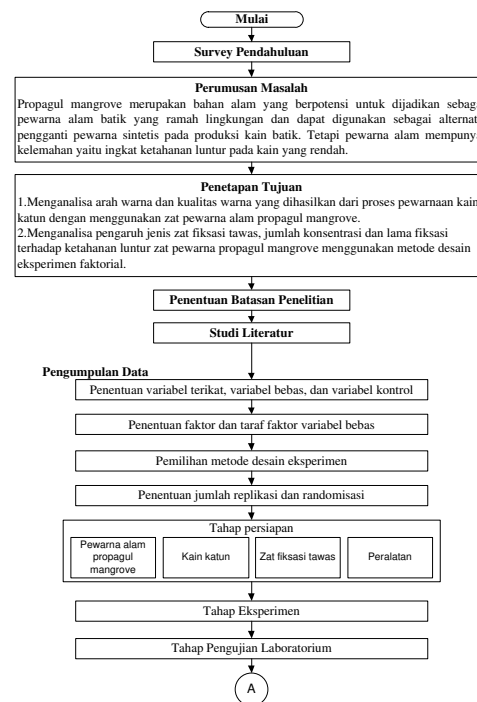 Mulai
Survey Pendahuluan
Perumusan Masalah
Propagul mangrove merupakan bahan alam yang berpotensi untuk dijadikan sebag
pewarna alam batik yang ramah lingkungan dan dapat digunakan sebagai alternat
pengganti pewarna sintetis pada produksi kain batik. Tetapi pewarna alam mempuny
kelemahan yaitu ingkat ketahanan luntur pada kain yang rendah.
Penetapan Tujuan
1.Menganalisa arah warna dan kualitas warna yang dihasilkan dari proses pewarnaan kain
katun dengan menggunakan zat pewarna alam propagul mangrove.
2.Menganalisa pengaruh jenis zat fiksasi tawas, jumlah konsentrasi dan lama fiksasi
terhadap ketahanan luntur zat pewarna propagul mangrove menggunakan metode desain
eksperimen faktorial.
Penentuan Batasan Penelitian
Studi Literatur
Pengumpulan Data
Penentuan variabel terikat, variabel bebas, dan variabel kontrol
Penentuan faktor dan taraf faktor variabel bebas
Pemilihan metode desain eksperimen
Penentuan jumlah replikasi dan randomisasi
Tahap persiapan
Pewarna alam
propagul
mangrove
Kain katun
Zat fiksasi tawas
Peralatan
Tahap Eksperimen
Tahap Pengujian Laboratorium
A